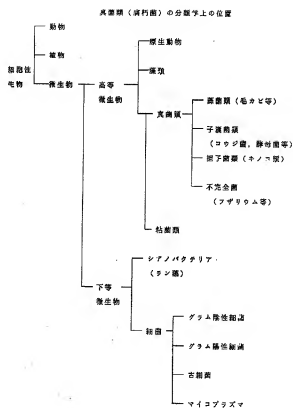 真菌類（腐朽菌）の分類学上の位置
動物
植物
細胞性
生物
微生物
高等
微生物
原生動物
藻類
真菌類
藻菌類（毛カビ等）
子嚢菌類
（コウジ菌，酵母菌等）
担子菌類（キノコ類）
不完全菌
（フザリウム等）
粘菌類
下等
微生物
シアノバクテリア
（ラン藻）
細菌
グラム陰性細菌
グラム陽性細菌
古細菌
マイコプラズマ